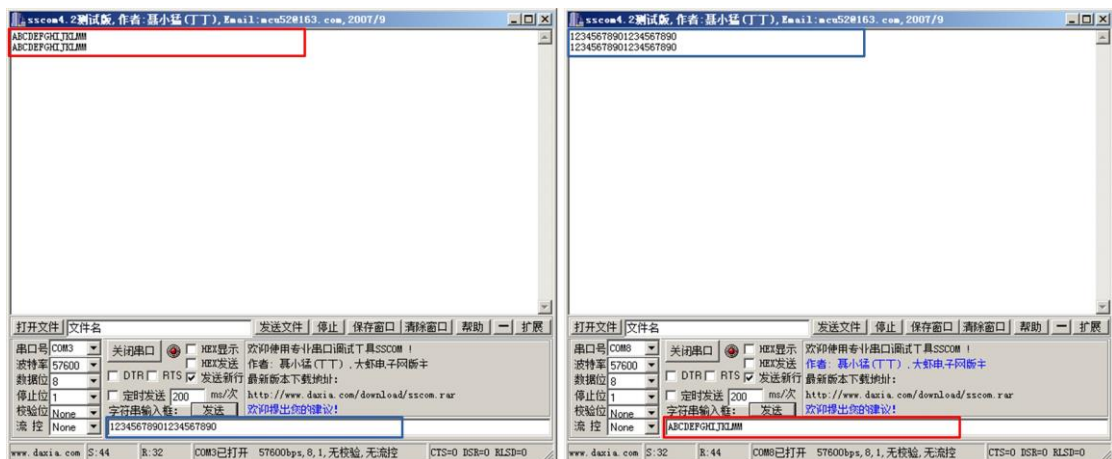 sscom4.2测试版,作者:聂小猛(丁丁),Email:mcu52@163.com,2007/9
ABCDEFGHIJKLMM
ABCDEFGHIJKLMM
打开文件 文件名 发送文件 停止 保存窗口 清除窗口 帮助 一 扩展
串口号 COM3 关闭串口 HEX显示 欢迎使用专业串口调试工具SSCOM !
波特率 57600 HEX发送 作者: 聂小猛(丁丁),大虾电子网版主
数据位 8 DTR RTS 发送新行 最新版本下载地址:
停止位 1 定时发送 200 ms/次 http://www.daxia.com/download/sscom.rar
校验位 None 字符串输入框: 发送 欢迎提出您的建议!
流 控 None 12345678901234567890
www.daxia.com S:44 R:32 COM3已打开 57600bps,8,1,无校验,无流控 CTS=0 DSR=0 RLSD=0
sscom4.2测试版,作者:聂小猛(丁丁),Email:mcu52@163.com,2007/9
12345678901234567890
12345678901234567890
打开文件 文件名 发送文件 停止 保存窗口 清除窗口 帮助 一 扩展
串口号 COM8 关闭串口 HEX显示 欢迎使用专业串口调试工具SSCOM !
波特率 57600 HEX发送 作者: 聂小猛(丁丁),大虾电子网版主
数据位 8 DTR RTS 发送新行 最新版本下载地址:
停止位 1 定时发送 200 ms/次 http://www.daxia.com/download/sscom.rar
校验位 None 字符串输入框: 发送 欢迎提出您的建议!
流 控 None ABCDEFGHIJKLMM
www.daxia.com S:32 R:44 COM8已打开 57600bps,8,1,无校验,无流控 CTS=0 DSR=0 RLSD=0